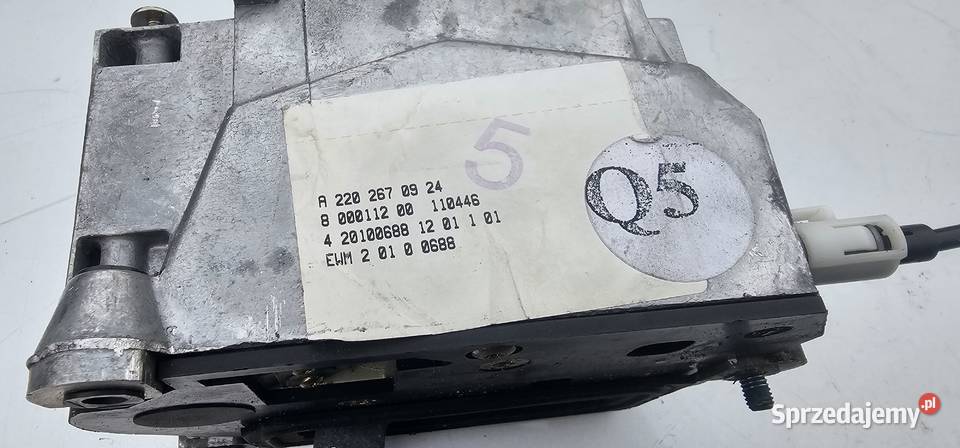 5
A 220 267 09 24
8 000112 00 110446
4 20100688 12 01 1 01
EWM 2 01 0 0688
Q5
Sprzedajemy.pl